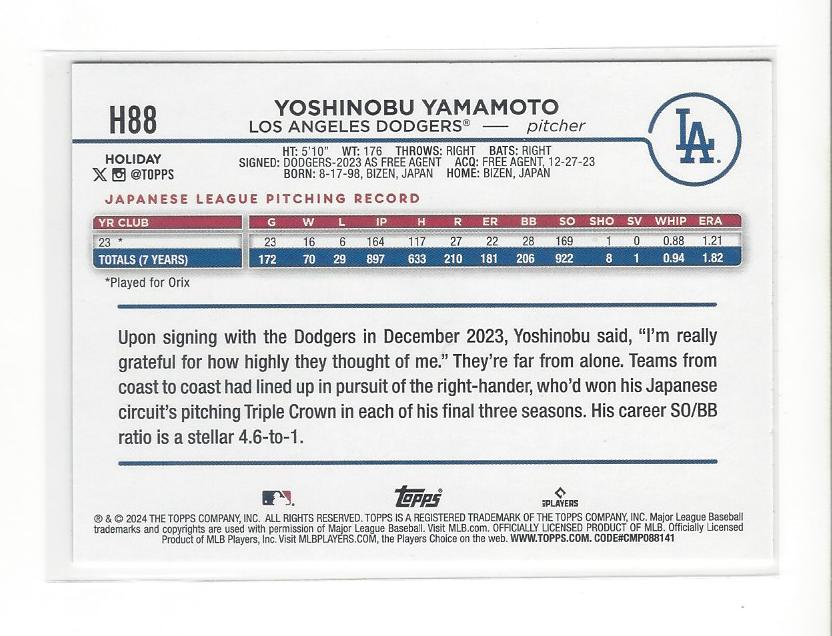 H88
YOSHINOBU YAMAMOTO
LOS ANGELES DODGERS® — pitcher
LA
HOLIDAY
X @TOPPS
HT: 5'10" WT: 176 THROWS: RIGHT BATS: RIGHT
SIGNED: DODGERS-2023 AS FREE AGENT ACQ: FREE AGENT, 12-27-23
BORN: 8-17-98, BIZEN, JAPAN HOME: BIZEN, JAPAN
JAPANESE LEAGUE PITCHING RECORD
YR CLUB G W L IP H R ER BB SO SHO SV WHIP ERA
23 * 23 16 6 164 117 27 22 28 169 1 0 0.88 1.21
TOTALS (7 YEARS) 172 70 29 897 633 210 181 206 922 8 1 0.94 1.82
*Played for Orix
Upon signing with the Dodgers in December 2023, Yoshinobu said, “I’m really
grateful for how highly they thought of me.” They’re far from alone. Teams from
coast to coast had lined up in pursuit of the right-hander, who’d won his Japanese
circuit’s pitching Triple Crown in each of his final three seasons. His career SO/BB
ratio is a stellar 4.6-to-1.
Topps®
PLAYERS
® & © 2024 THE TOPPS COMPANY, INC. ALL RIGHTS RESERVED. TOPPS IS A REGISTERED TRADEMARK OF THE TOPPS COMPANY, INC. Major League Baseball
trademarks and copyrights are used with permission of Major League Baseball. Visit MLB.com. OFFICIALLY LICENSED PRODUCT OF MLB. Officially Licensed
Product of MLB Players, Inc. Visit MLBPLAYERS.COM, the Players Choice on the web. WWW.TOPPS.COM. CODE#CMP088141